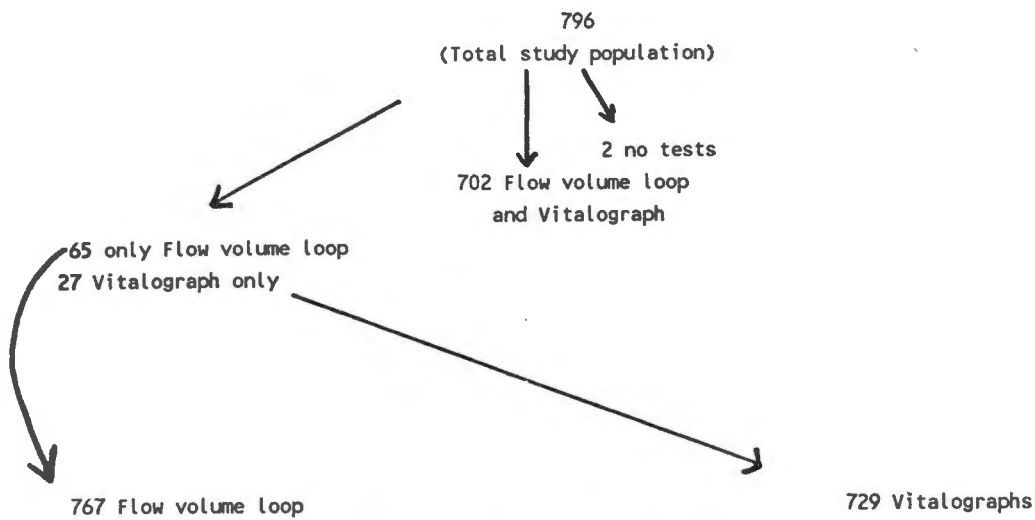 796
(Total study population)
2 no tests
702 Flow volume loop
and Vitalograph
65 only Flow volume loop
27 Vitalograph only
767 Flow volume loop
729 Vitalographs